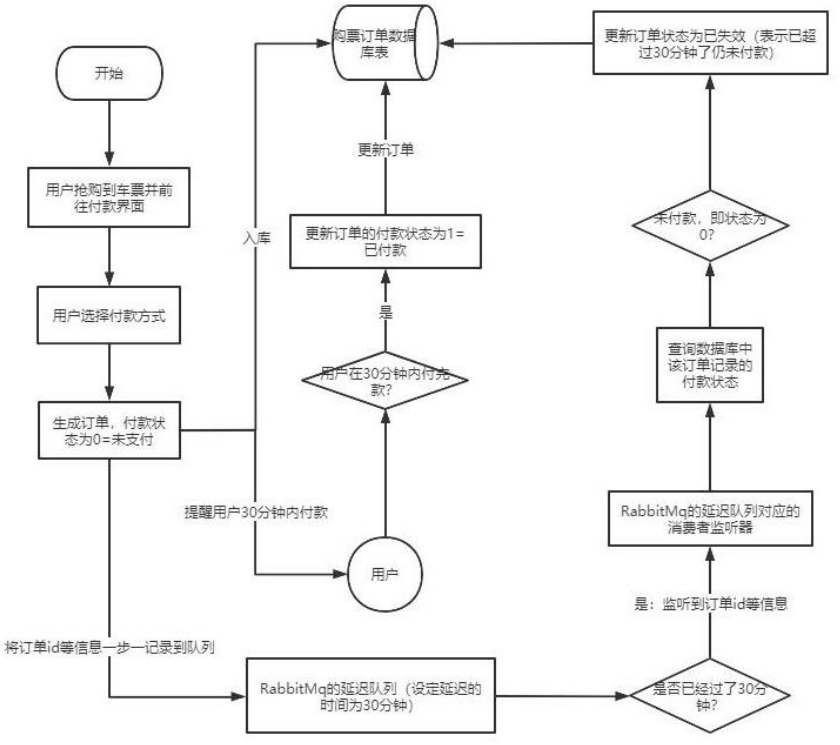 开始
用户抢购到车票并前
往付款界面
用户选择付款方式
生成订单，付款状
态为0=未支付
将订单id等信息一步一记录到队列
入库
提醒用户30分钟内付款
购票订单数据
库表
更新订单
更新订单的付款状态为1=
已付款
是
用户在30分钟内付完
款？
用户
RabbitMq的延迟队列（设定延迟的
时间为30分钟）
是否已经过了30分
钟？
是：监听到订单id等信息
RabbitMq的延迟队列对应的
消费者监听器
查询数据库中
该订单记录的
付款状态
未付款，即状态为
0？
更新订单状态为已失效（表示已超
过30分钟了仍未付款）